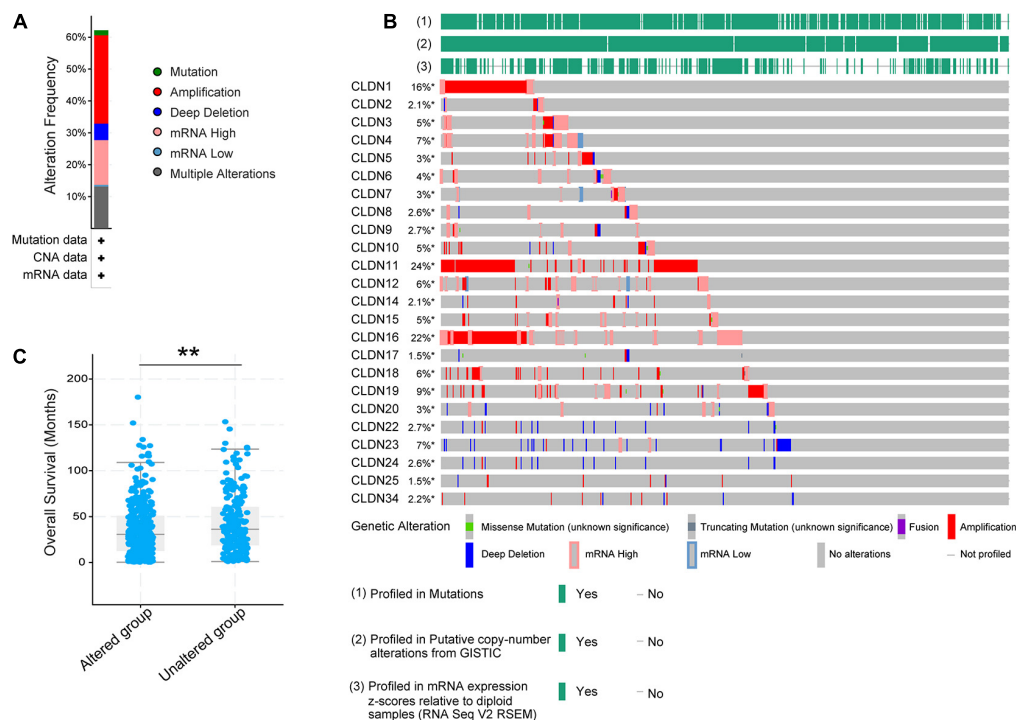 A
60%
50%
40%
30%
20%
10%
Alteration Frequency
Mutation
Amplification
Deep Deletion
mRNA High
mRNA Low
Multiple Alterations
Mutation data +
CNA data +
mRNA data +
B
(1)
(2)
(3)
CLDN1 16%*
CLDN2 2.1%*
CLDN3 5%*
CLDN4 7%*
CLDN5 3%*
CLDN6 4%*
CLDN7 3%*
CLDN8 2.6%*
CLDN9 2.7%*
CLDN10 5%*
CLDN11 24%*
CLDN12 6%*
CLDN14 2.1%*
CLDN15 5%*
CLDN16 22%*
CLDN17 1.5%*
CLDN18 6%*
CLDN19 9%*
CLDN20 3%*
CLDN22 2.7%*
CLDN23 7%*
CLDN24 2.6%*
CLDN25 1.5%*
CLDN34 2.2%*
Genetic Alteration Missense Mutation (unknown significance) Truncating Mutation (unknown significance) Fusion Amplification
Deep Deletion mRNA High mRNA Low No alterations Not profiled
(1) Profiled in Mutations Yes No
(2) Profiled in Putative copy-number
alterations from GISTIC Yes No
(3) Profiled in mRNA expression
z-scores relative to diploid
samples (RNA Seq V2 RSEM) Yes No
C
**
200
150
100
50
0
Overall Survival (Months)
Altered group
Unaltered group